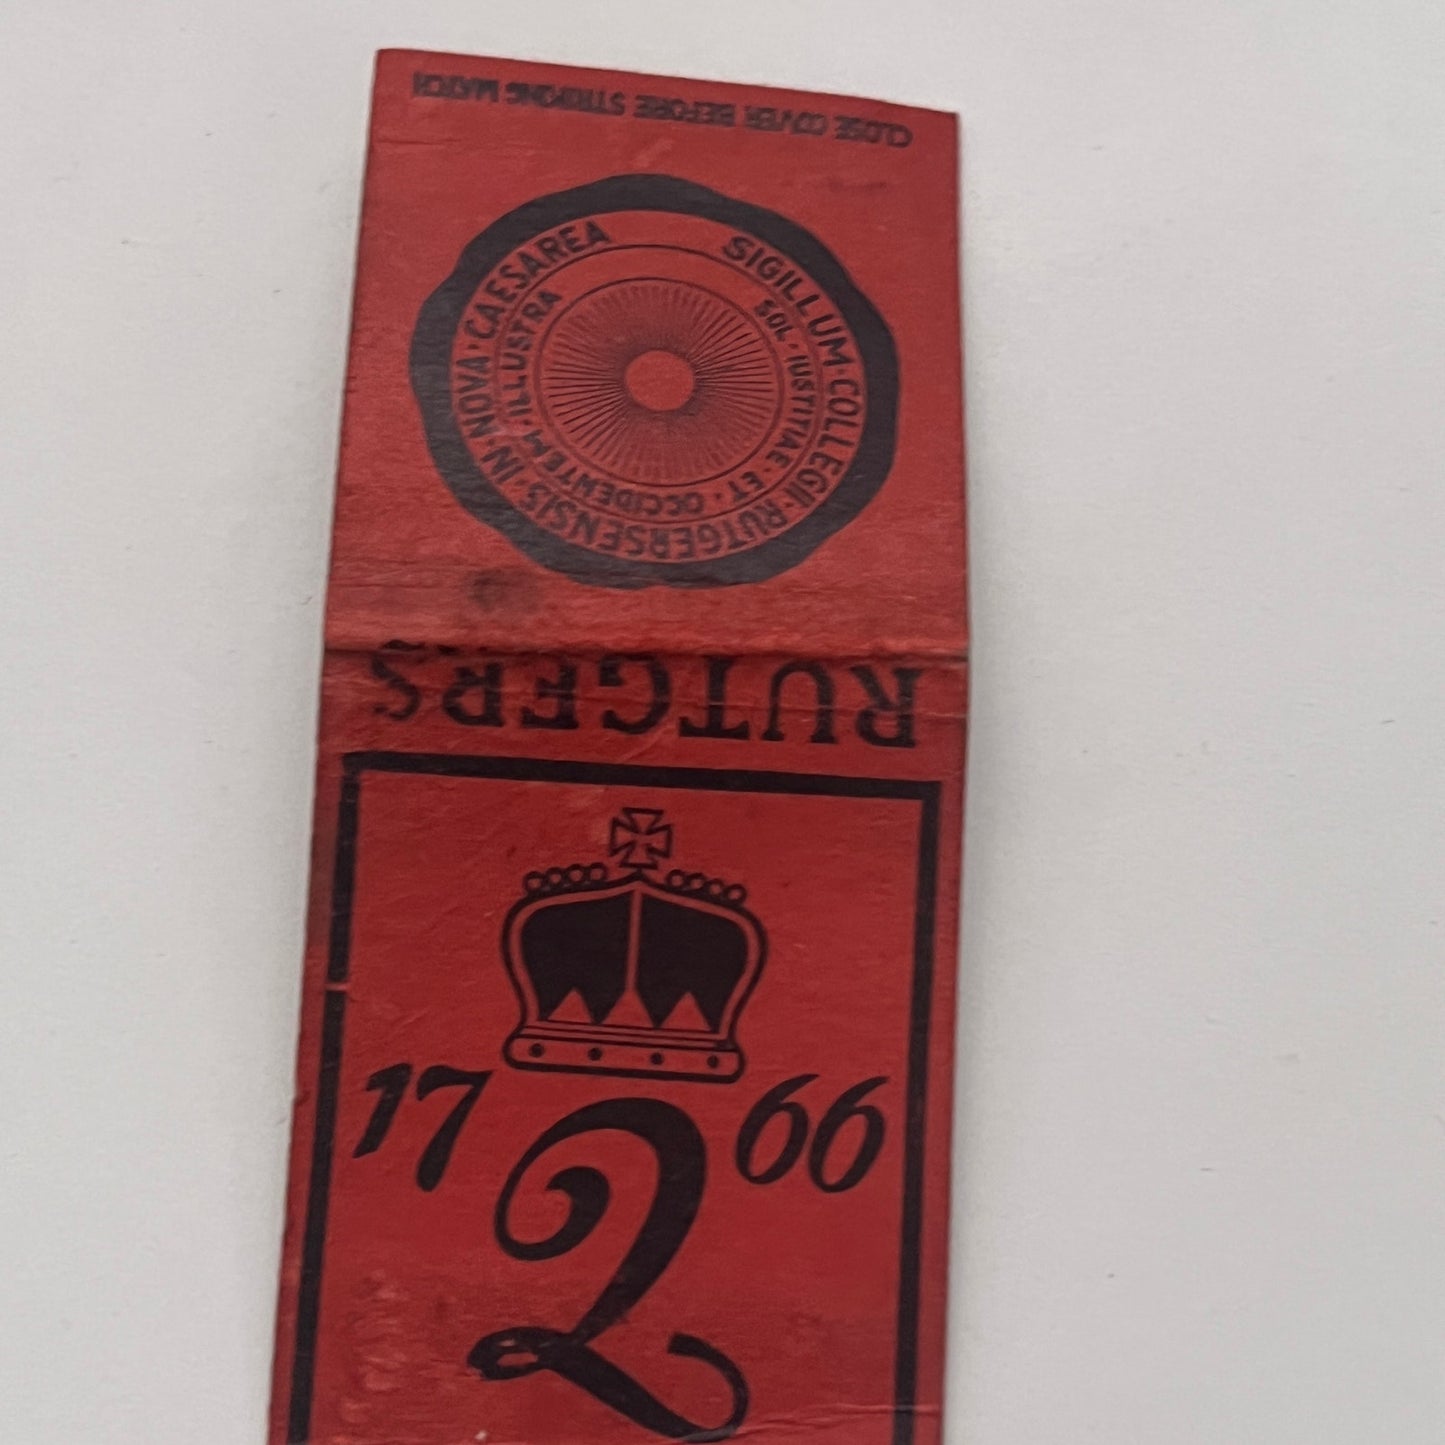 CLOSE COVER BEFORE STRIKING MATCH
SIGILLUM · COLLEGII · RUTGERSENSIS · IN · NOVA · CAESAREA
SOL · IUSTITIAE · ET · OCCIDENTEM · ILLUSTRA
RUTGERS
17 66
2